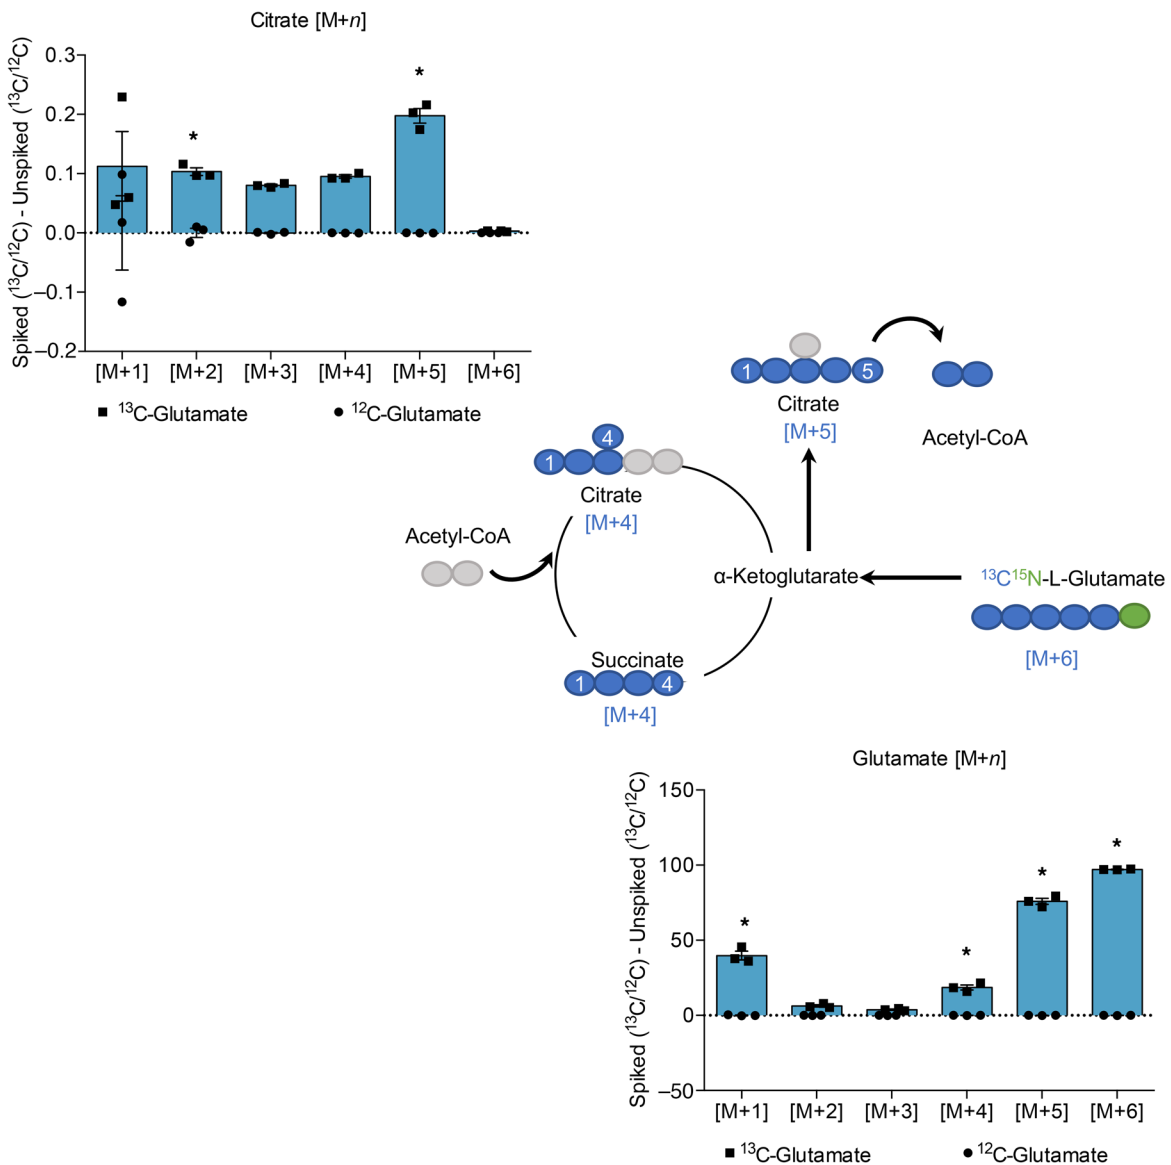 Citrate [M+n]
Spiked (¹³C/¹²C) - Unspiked (¹³C/¹²C)
0.3
0.2
0.1
0.0
–0.1
–0.2
*
*
[M+1] [M+2] [M+3] [M+4] [M+5] [M+6]
¹³C-Glutamate ¹²C-Glutamate
1 5
Citrate
[M+5]
Acetyl-CoA
4
1
Citrate
[M+4]
Acetyl-CoA
α-Ketoglutarate
¹³C¹⁵N-L-Glutamate
[M+6]
Succinate
1 4
[M+4]
Glutamate [M+n]
Spiked (¹³C/¹²C) - Unspiked (¹³C/¹²C)
150
100
50
0
–50
*
*
*
*
[M+1] [M+2] [M+3] [M+4] [M+5] [M+6]
¹³C-Glutamate ¹²C-Glutamate